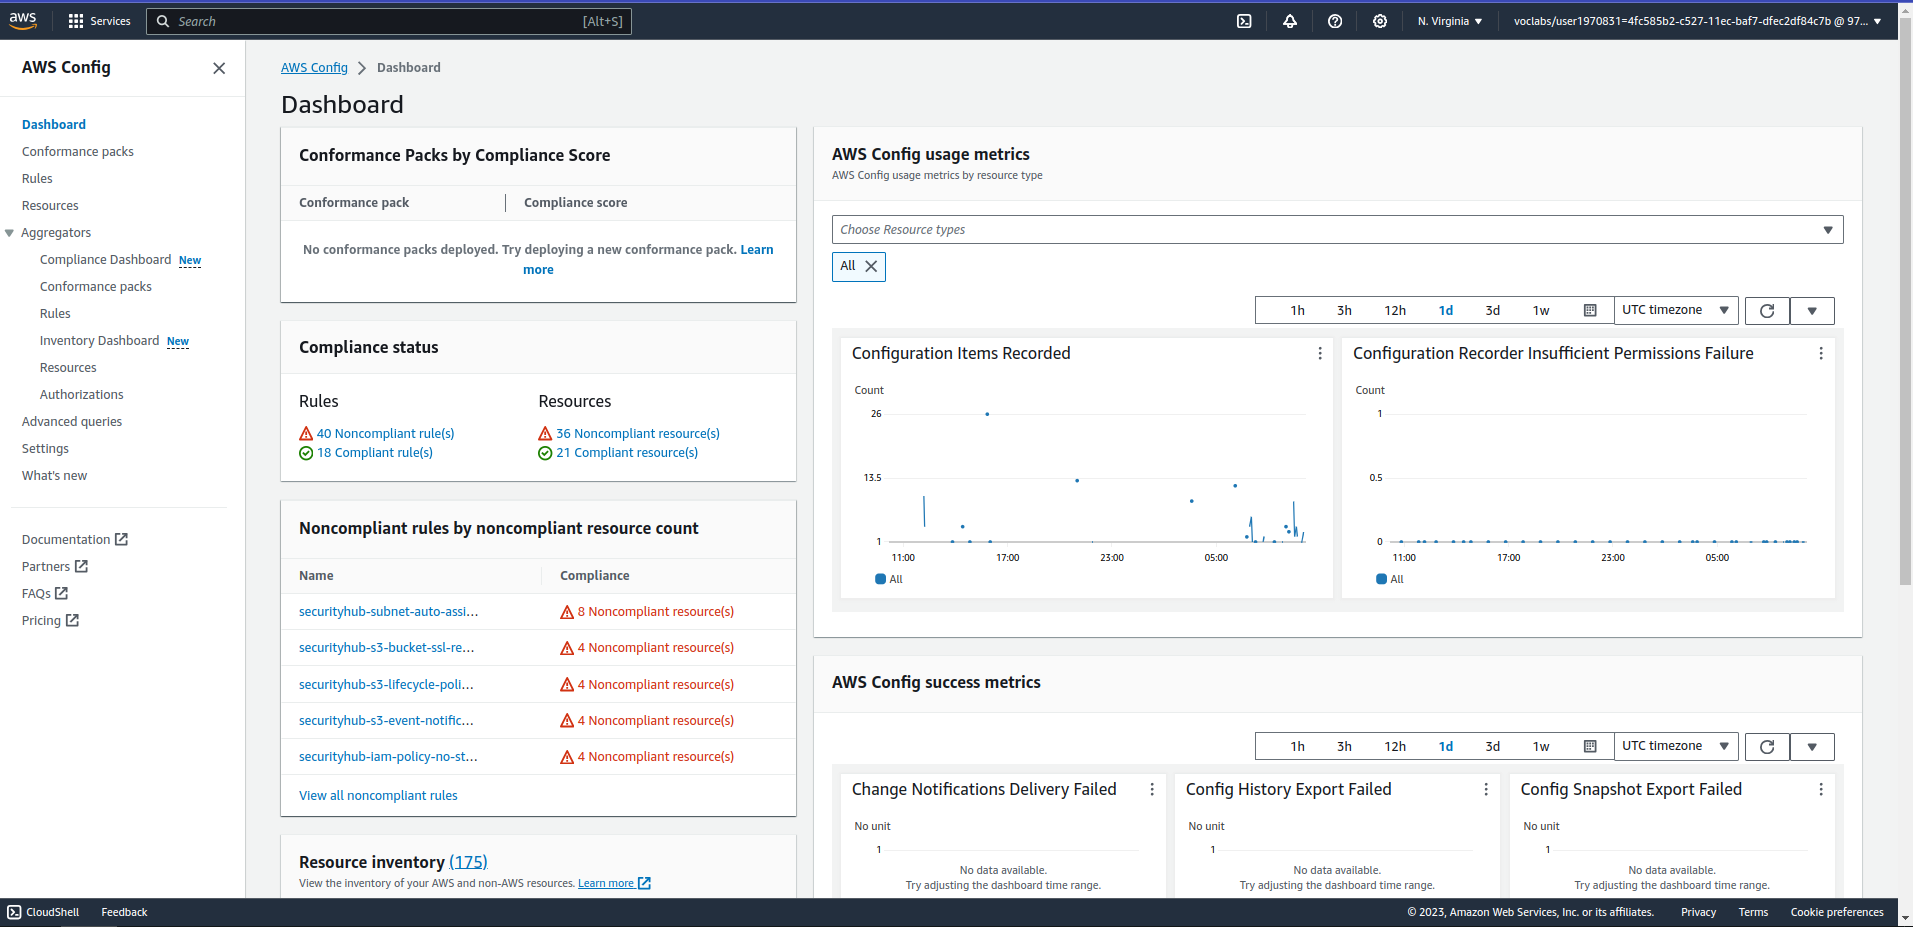 aws
Services
Search
[Alt+S]
N. Virginia
voclabs/user1970831=4fc585b2-c527-11ec-baf7-dfec2df84c7b @ 97...
AWS Config
Dashboard
Conformance packs
Rules
Resources
Aggregators
Compliance Dashboard New
Conformance packs
Rules
Inventory Dashboard New
Resources
Authorizations
Advanced queries
Settings
What's new
Documentation
Partners
FAQs
Pricing
AWS Config
Dashboard
Dashboard
Conformance Packs by Compliance Score
Conformance pack
Compliance score
No conformance packs deployed. Try deploying a new conformance pack. Learn
more
Compliance status
Rules
40 Noncompliant rule(s)
18 Compliant rule(s)
Resources
36 Noncompliant resource(s)
21 Compliant resource(s)
Noncompliant rules by noncompliant resource count
Name
Compliance
securityhub-subnet-auto-assi...
8 Noncompliant resource(s)
securityhub-s3-bucket-ssl-re...
4 Noncompliant resource(s)
securityhub-s3-lifecycle-poli...
4 Noncompliant resource(s)
securityhub-s3-event-notific...
4 Noncompliant resource(s)
securityhub-iam-policy-no-st...
4 Noncompliant resource(s)
View all noncompliant rules
Resource inventory (175)
View the inventory of your AWS and non-AWS resources. Learn more
AWS Config usage metrics
AWS Config usage metrics by resource type
Choose Resource types
All
1h
3h
12h
1d
3d
1w
UTC timezone
Configuration Items Recorded
Count
26
13.5
1
11:00
17:00
23:00
05:00
All
Configuration Recorder Insufficient Permissions Failure
Count
1
0.5
0
11:00
17:00
23:00
05:00
All
AWS Config success metrics
1h
3h
12h
1d
3d
1w
UTC timezone
Change Notifications Delivery Failed
No unit
1
No data available.
Try adjusting the dashboard time range.
Config History Export Failed
No unit
1
No data available.
Try adjusting the dashboard time range.
Config Snapshot Export Failed
No unit
1
No data available.
Try adjusting the dashboard time range.
CloudShell
Feedback
© 2023, Amazon Web Services, Inc. or its affiliates.
Privacy
Terms
Cookie preferences